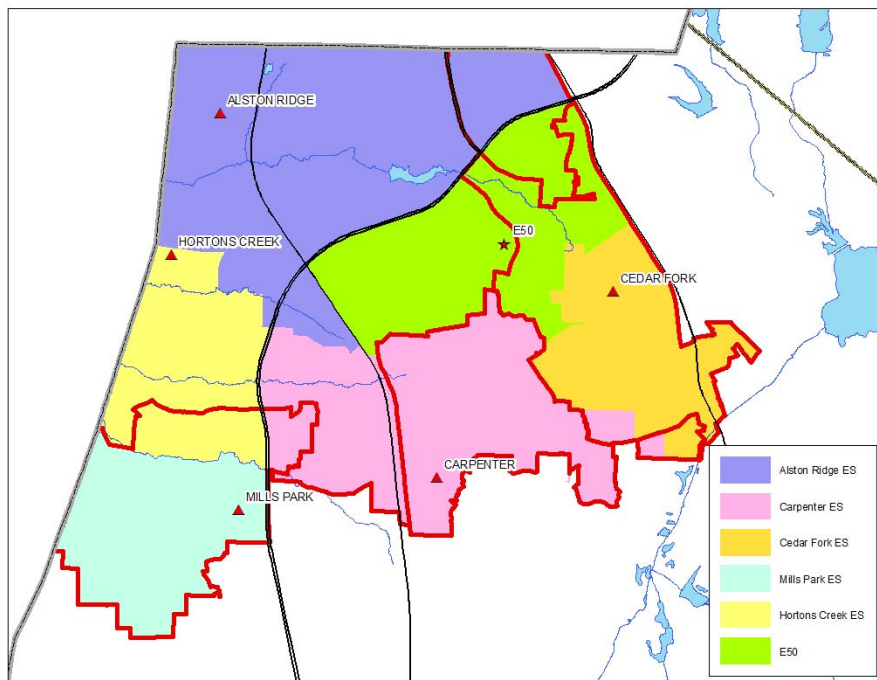 ALSTON RIDGE
HORTONS CREEK
E50
CEDAR FORK
CARPENTER
MILLS PARK
Alston Ridge ES
Carpenter ES
Cedar Fork ES
Mills Park ES
Hortons Creek ES
E50